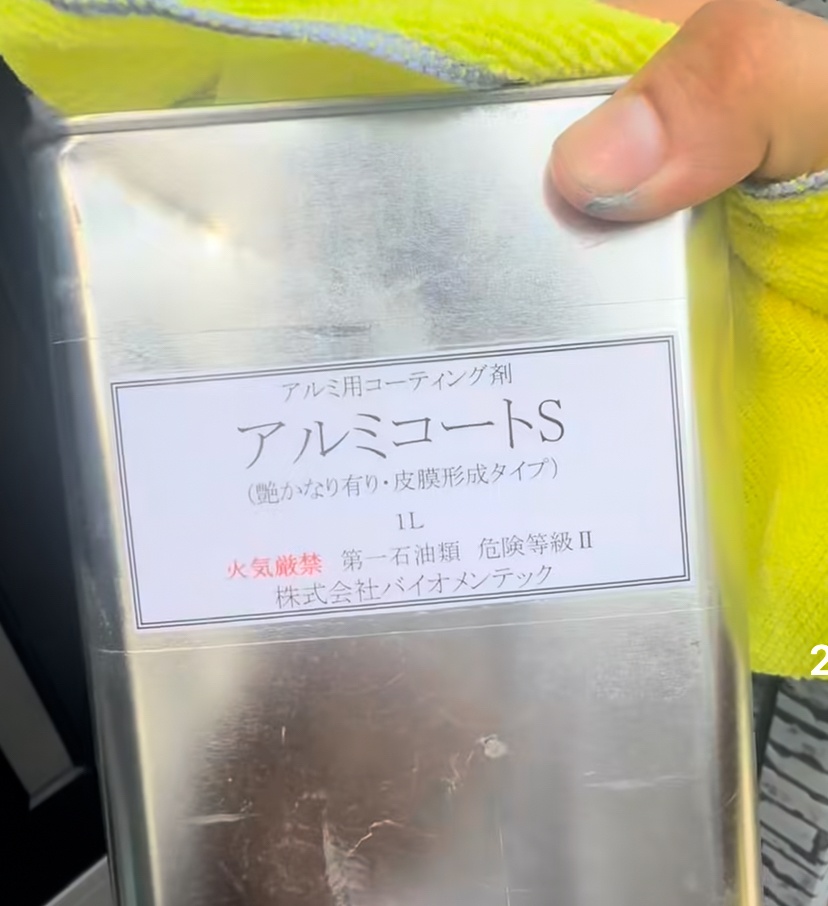 アルミ用コーティング剤
アルミコートS
(艶かなり有り・皮膜形成タイプ)
1L
火気厳禁 第一石油類 危険等級Ⅱ
株式会社バイオメンテック
2